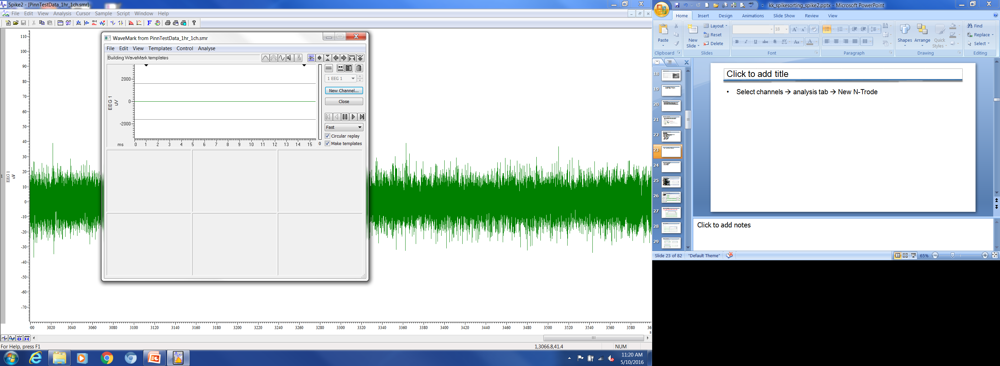 Spike2 - [PinnTestData_1hr_1ch.smr]
File Edit View Analysis Cursor Sample Script Window Help
110
100
90
80
70
60
50
40
30
20
10
0
-10
-20
-30
-40
-50
-60
-70
1
EEG 1
uV
WaveMark from PinnTestData_1hr_1ch.smr
File Edit View Templates Control Analyse
Building WaveMark templates
2000
0
-2000
EEG 1
uV
ms 0 1 2 3 4 5 6 7 8 9 10 11 12 13 14 15
0
1 EEG 1
New Channel...
Close
Fast
Circular replay
Make templates
00 3020 3040 3060 3080 3100 3120 3140 3160 3180 3200 3220 3240 3260 3280 3300 3320 3340 3360 3380 3400 3420 3440 3460 3480 3500 3520 3540 3560 3580 36
s
For Help, press F1
1,3066.8,41.4
NUM
11:20 AM
5/10/2016
kk_spikesorting_spike2.pptx - Microsoft PowerPoint
Home Insert Design Animations Slide Show Review View
Paste
Clipboard
New Slide
Layout
Reset
Delete
Slides
18
B I U abc S AV Aa A
Font
Paragraph
Shapes Arrange Quick Styles
Drawing
Find
Replace
Select
Editing
18
19
DETECTION
20
21
22
23
24
25
26
27
28
29
Click to add title
• Select channels → analysis tab → New N-Trode
Click to add notes
Slide 23 of 82 "Default Theme" 65%